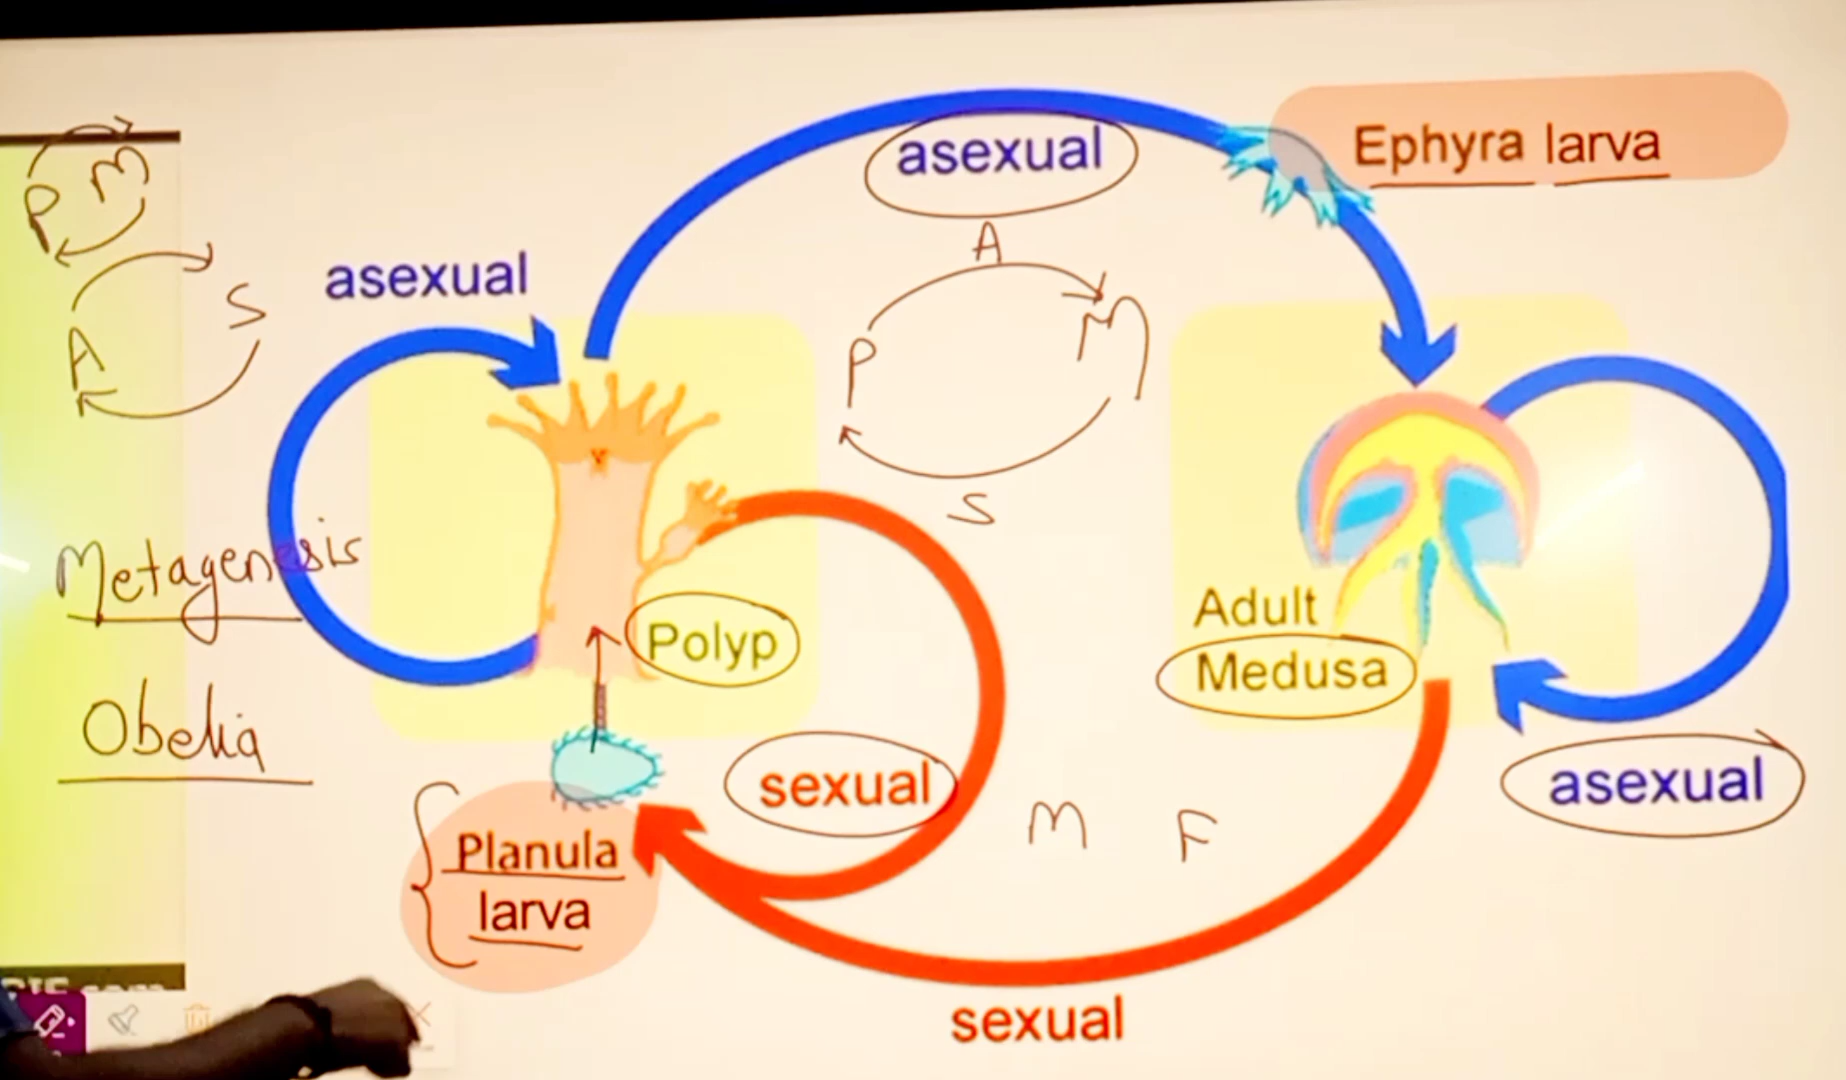 asexual
Ephyra larva
P M
asexual
A
A S
P M
S
Metagenesis
Polyp
Adult
Medusa
Obelia
sexual
asexual
M F
Planula
larva
sexual